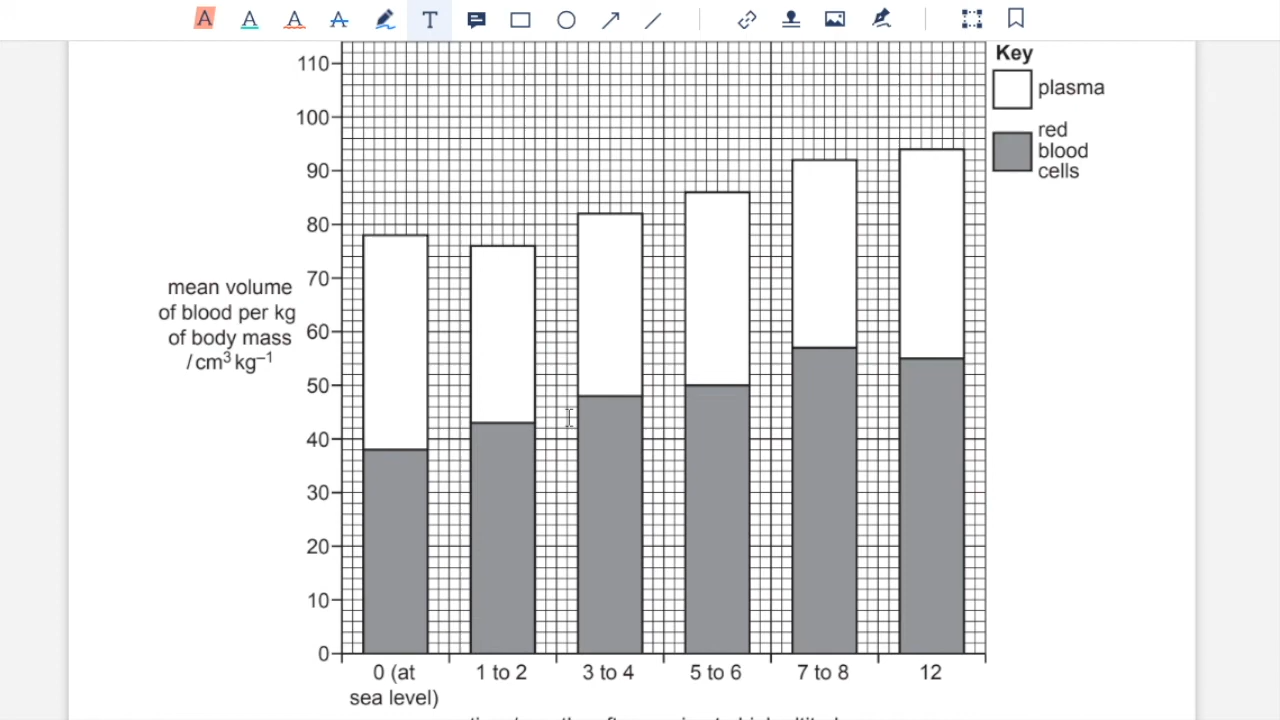 A A A A T
110
100
90
80
70
60
50
40
30
20
10
0
mean volume
of blood per kg
of body mass
/ cm³ kg⁻¹
Key
plasma
red
blood
cells
0 (at
sea level)
1 to 2
3 to 4
5 to 6
7 to 8
12